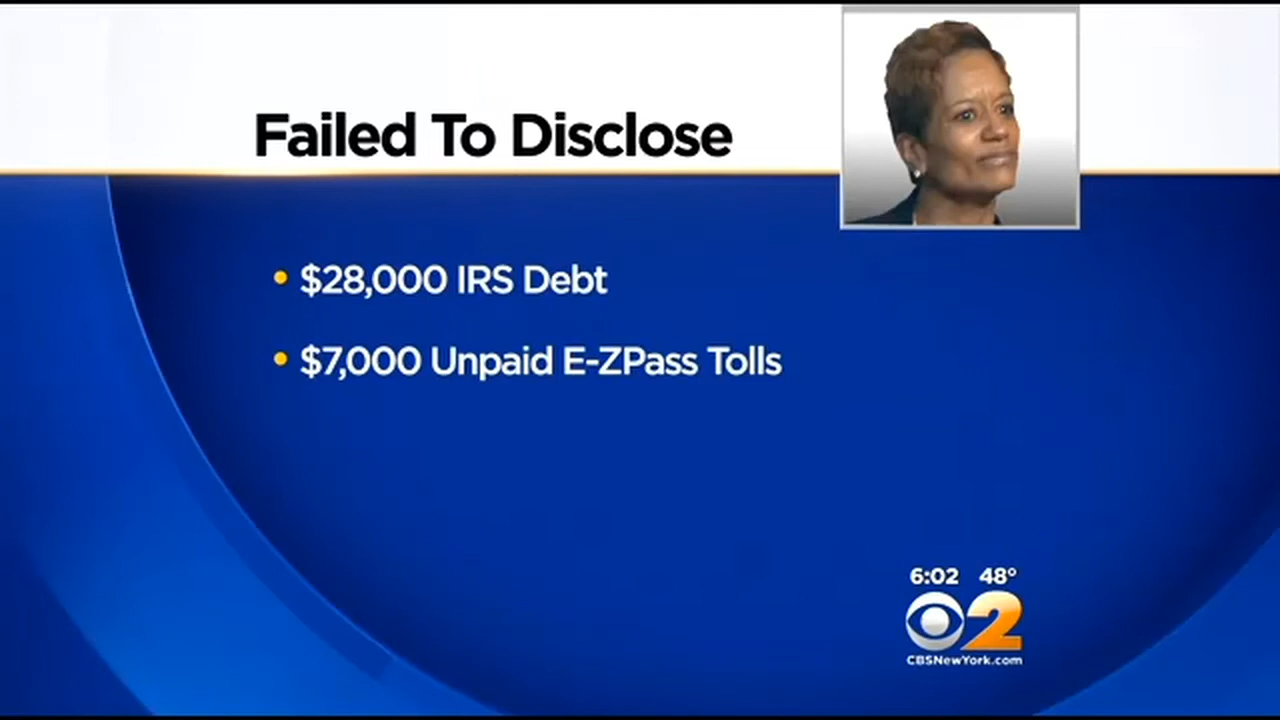 Failed To Disclose
• $28,000 IRS Debt
• $7,000 Unpaid E-ZPass Tolls
6:02 48°
2
CBSNewYork.com